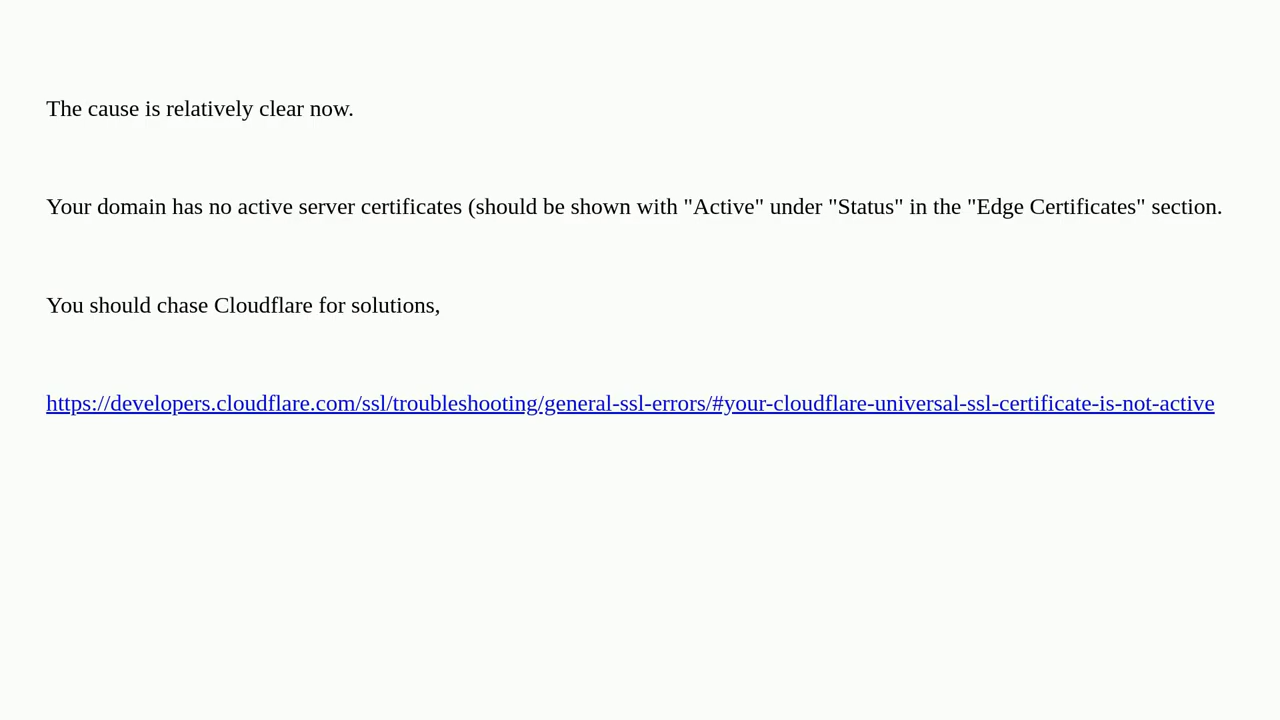 The cause is relatively clear now.
Your domain has no active server certificates (should be shown with "Active" under "Status" in the "Edge Certificates" section.
You should chase Cloudflare for solutions,
https://developers.cloudflare.com/ssl/troubleshooting/general-ssl-errors/#your-cloudflare-universal-ssl-certificate-is-not-active